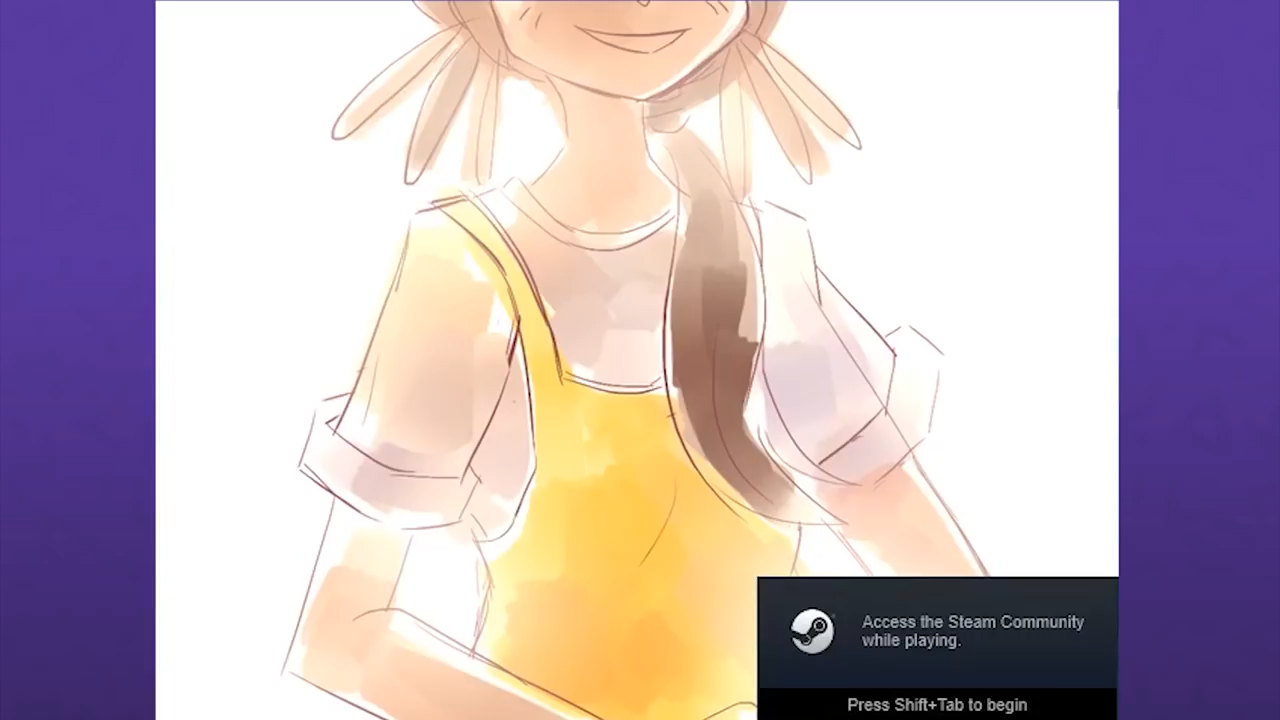 Access the Steam Community
while playing.
Press Shift+Tab to begin